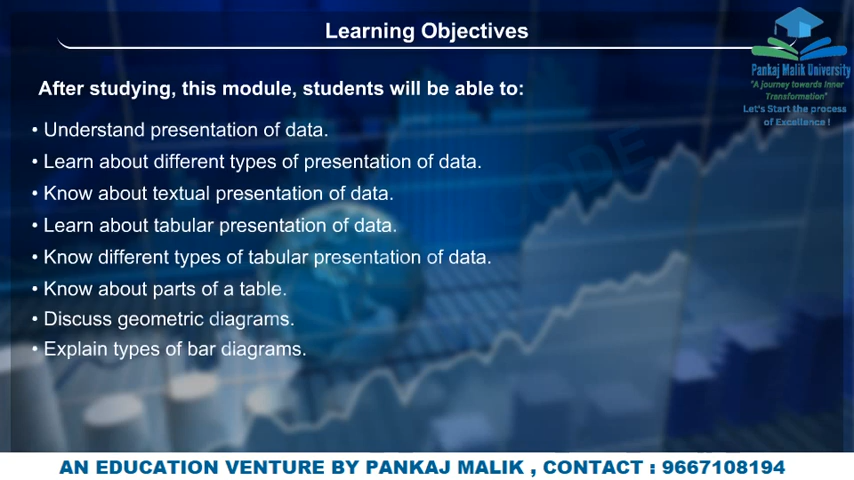 Learning Objectives
Pankaj Malik University
"A journey towards Inner
Transformation"
Let's Start the process
of Excellence !
After studying, this module, students will be able to:
• Understand presentation of data.
• Learn about different types of presentation of data.
• Know about textual presentation of data.
• Learn about tabular presentation of data.
• Know different types of tabular presentation of data.
• Know about parts of a table.
• Discuss geometric diagrams.
• Explain types of bar diagrams.
AN EDUCATION VENTURE BY PANKAJ MALIK , CONTACT : 9667108194